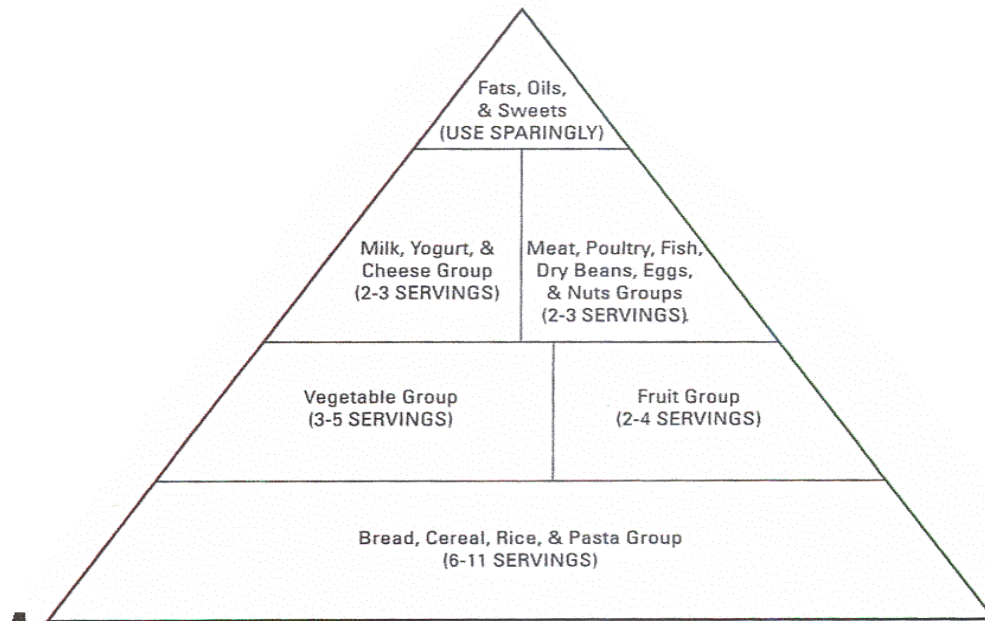 Fats, Oils,
& Sweets
(USE SPARINGLY)
Milk, Yogurt, &
Cheese Group
(2-3 SERVINGS)
Meat, Poultry, Fish,
Dry Beans, Eggs,
& Nuts Groups
(2-3 SERVINGS)
Vegetable Group
(3-5 SERVINGS)
Fruit Group
(2-4 SERVINGS)
Bread, Cereal, Rice, & Pasta Group
(6-11 SERVINGS)